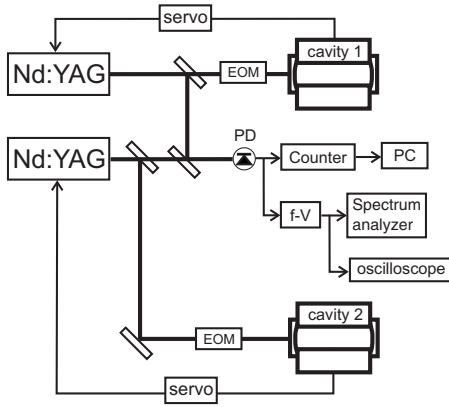 servo
cavity 1
Nd:YAG
EOM
PD
Nd:YAG
Counter
PC
f-V
Spectrum
analyzer
oscilloscope
cavity 2
EOM
servo